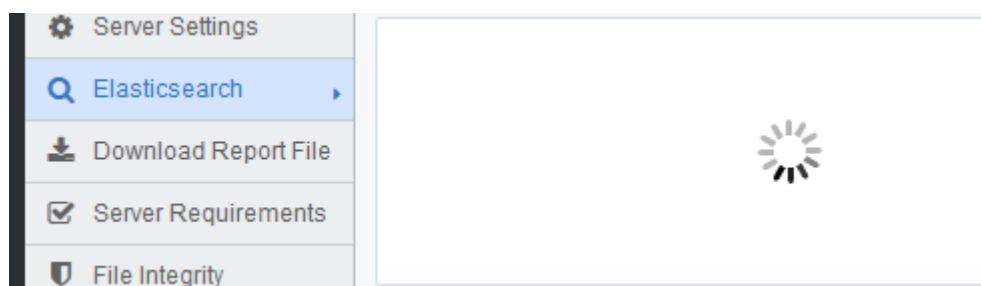 Server Settings
Elasticsearch
Download Report File
Server Requirements
File Integrity